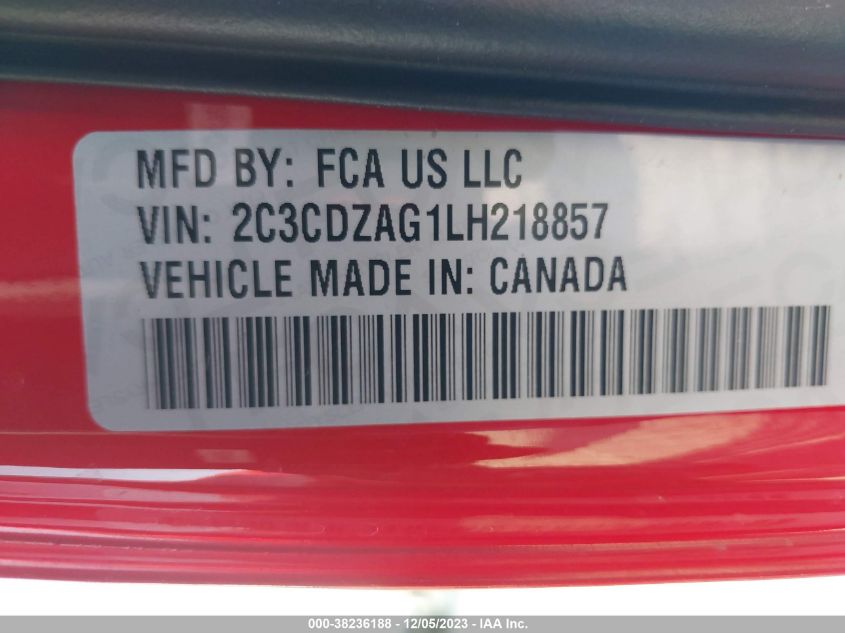 MFD BY: FCA US LLC
VIN: 2C3CDZAG1LH218857
VEHICLE MADE IN: CANADA
000-38236188 - 12/05/2023 - IAA Inc.